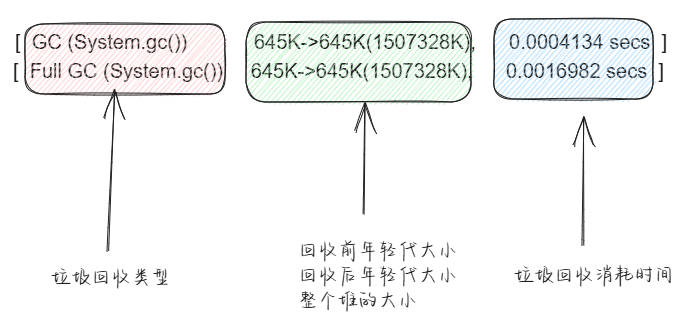 [ GC (System.gc()) 645K->645K(1507328K), 0.0004134 secs ]
[ Full GC (System.gc()) 645K->645K(1507328K), 0.0016982 secs ]
垃圾回收类型
回收前年轻代大小
回收后年轻代大小
整个堆的大小
垃圾回收消耗时间